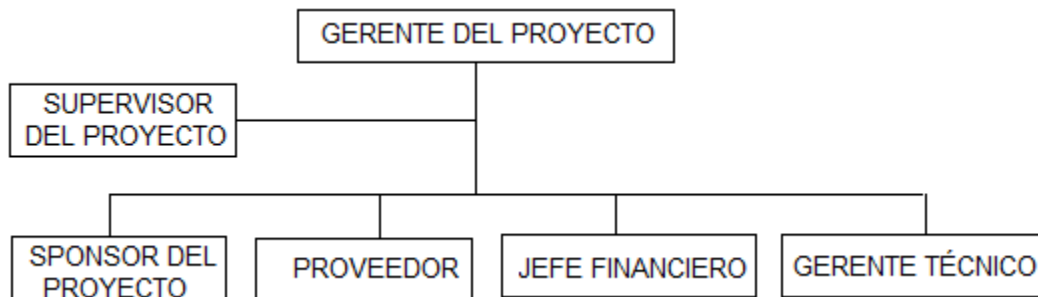 GERENTE DEL PROYECTO
SUPERVISOR
DEL PROYECTO
SPONSOR DEL
PROYECTO
PROVEEDOR
JEFE FINANCIERO
GERENTE TÉCNICO